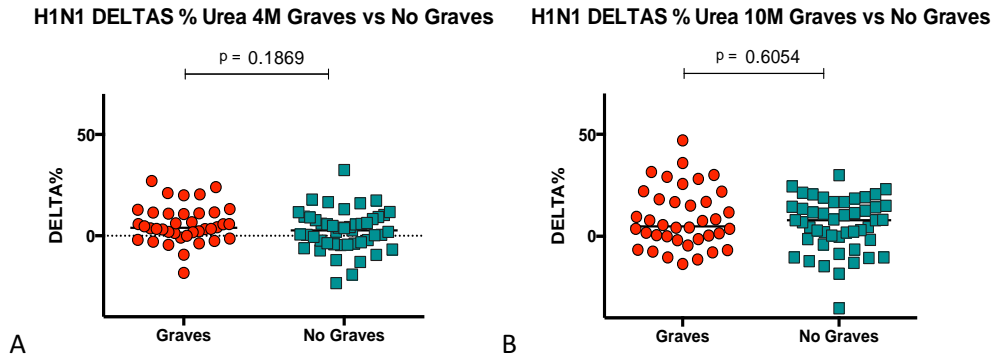 H1N1 DELTAS % Urea 4M Graves vs No Graves
p = 0.1869
50
0
DELTA%
Graves
No Graves
A
H1N1 DELTAS % Urea 10M Graves vs No Graves
p = 0.6054
50
0
DELTA%
Graves
No Graves
B